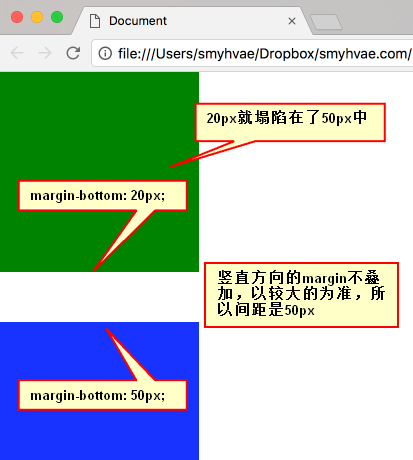 Document
file:///Users/smyhvae/Dropbox/smyhvae.com/
20px就塌陷在了50px中
margin-bottom: 20px;
竖直方向的margin不叠
加，以较大的为准，所
以间距是50px
margin-bottom: 50px;